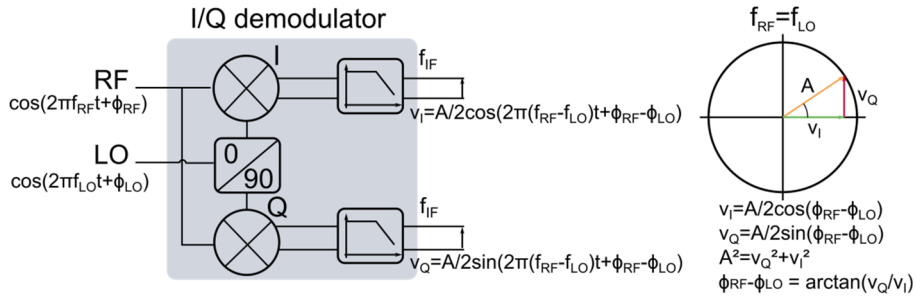 I/Q demodulator
RF
cos(2πf_RFt+ϕ_RF)
LO
cos(2πf_LOt+ϕ_LO)
I
0
90
Q
f_IF
v_I=A/2cos(2π(f_RF-f_LO)t+ϕ_RF-ϕ_LO)
f_IF
v_Q=A/2sin(2π(f_RF-f_LO)t+ϕ_RF-ϕ_LO)
f_RF=f_LO
A
v_Q
v_I
v_I=A/2cos(ϕ_RF-ϕ_LO)
v_Q=A/2sin(ϕ_RF-ϕ_LO)
A²=v_Q²+v_I²
ϕ_RF-ϕ_LO = arctan(v_Q/v_I)